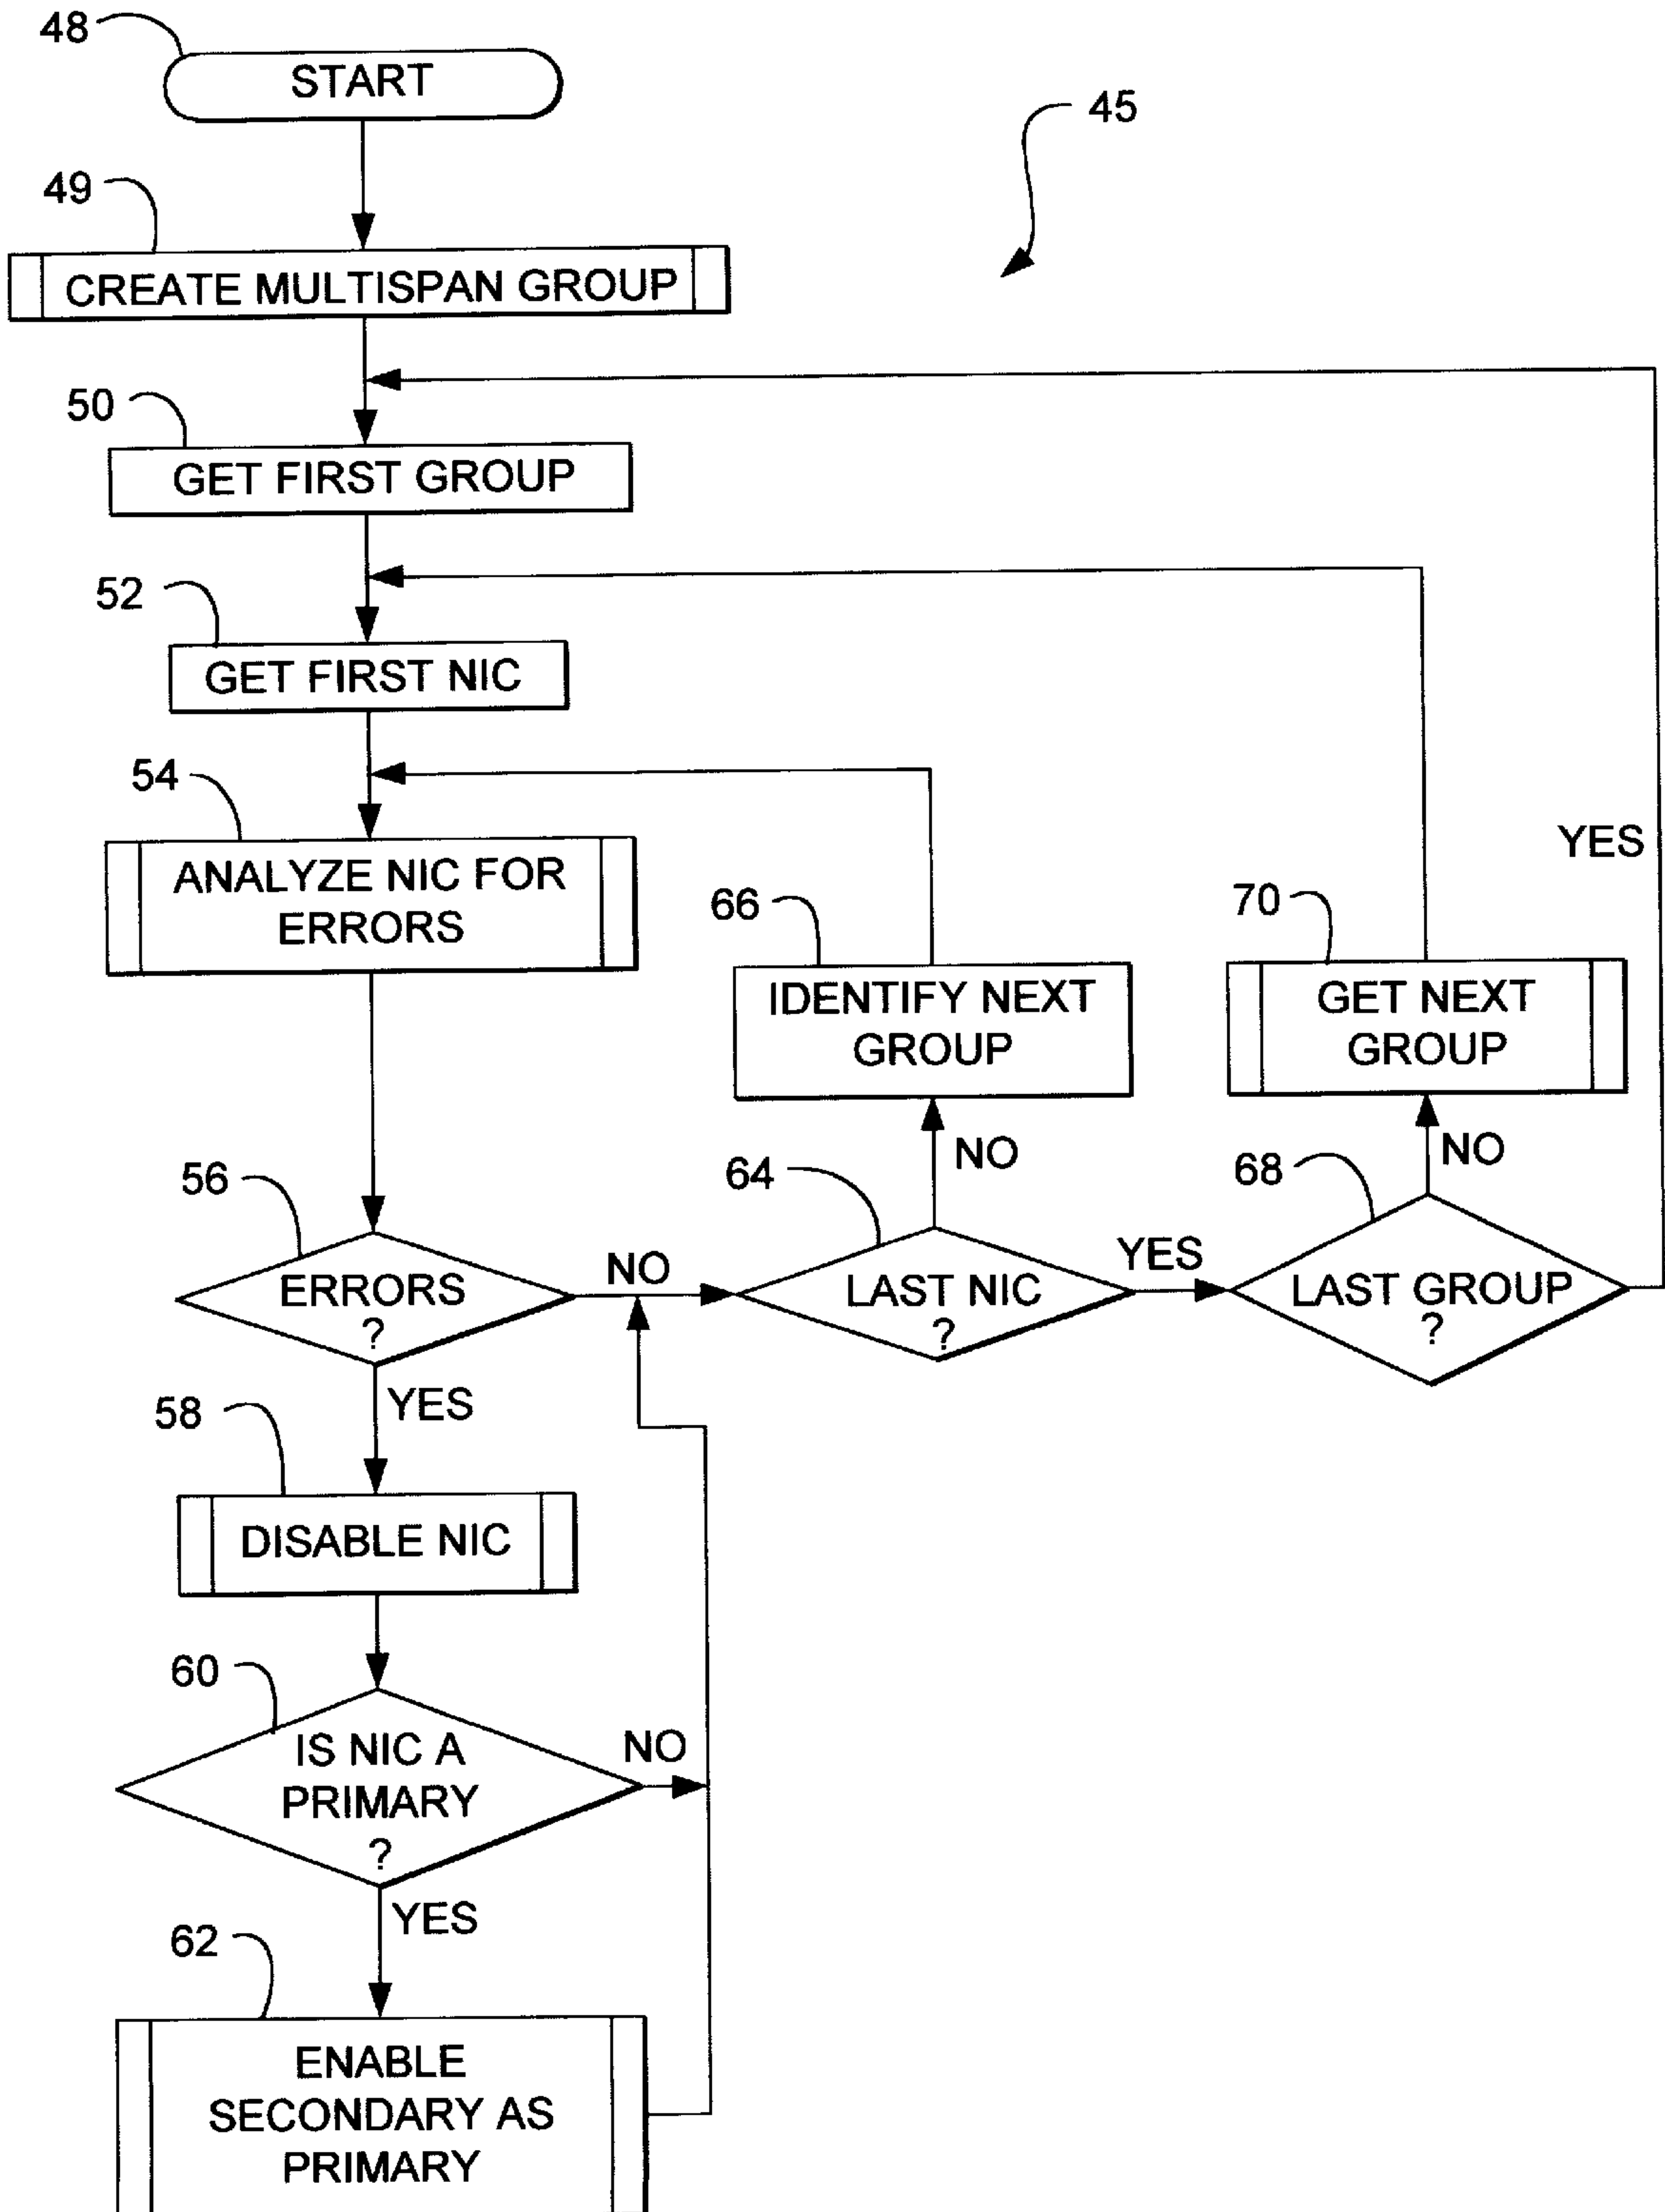 48
START
45
49
CREATE MULTISPAN GROUP
50
GET FIRST GROUP
52
GET FIRST NIC
54
ANALYZE NIC FOR
ERRORS
YES
66
IDENTIFY NEXT
GROUP
70
GET NEXT
GROUP
NO
NO
56
ERRORS
?
NO
64
LAST NIC
?
YES
68
LAST GROUP
?
YES
58
DISABLE NIC
60
IS NIC A
PRIMARY
?
NO
YES
62
ENABLE
SECONDARY AS
PRIMARY